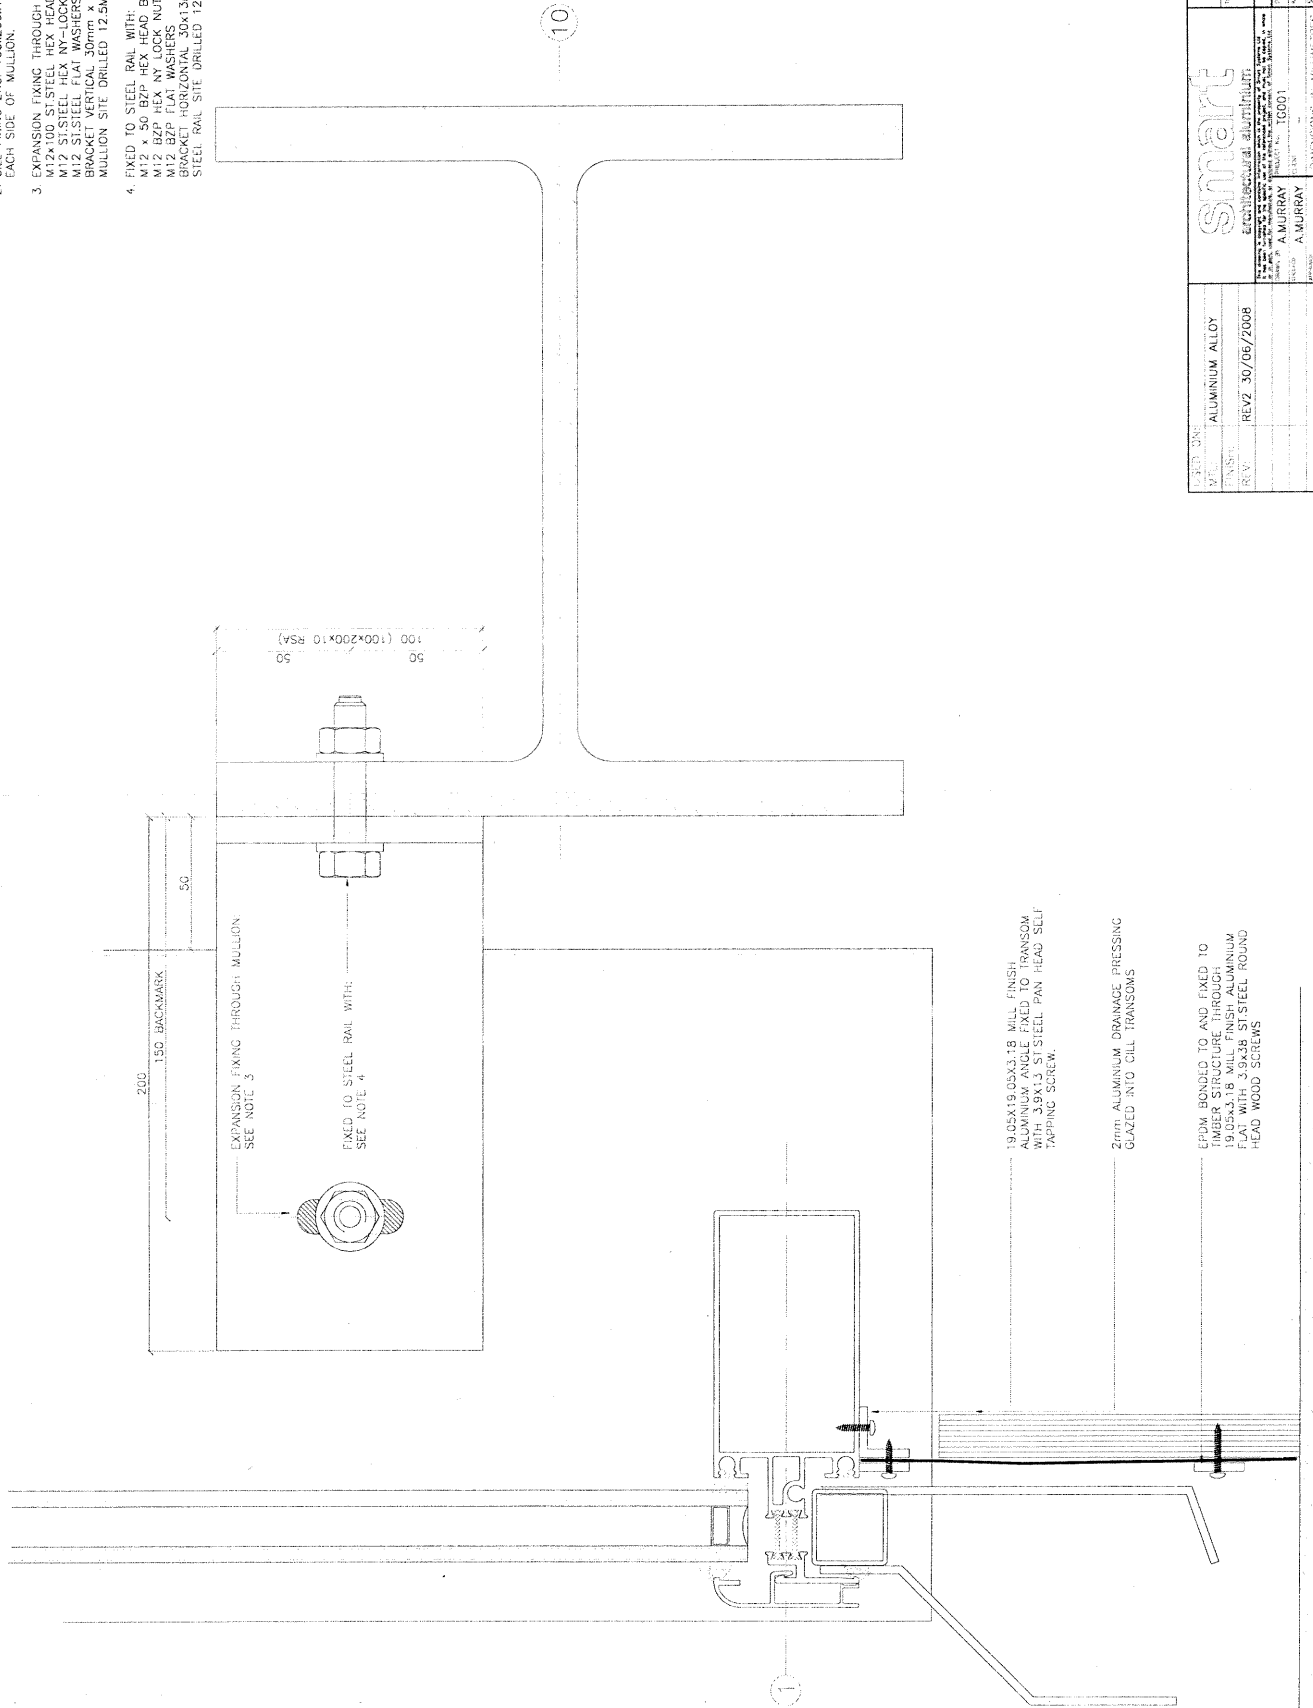 EACH SIDE OF MULLION.
3. EXPANSION FIXING THROUGH
M12x100 ST.STEEL HEX HEAD
M12 ST.STEEL HEX NY-LOCK
M12 ST.STEEL FLAT WASHERS
BRACKET VERTICAL 30mm x
MULLION SITE DRILLED 12.5M
4. FIXED TO STEEL RAIL WITH:
M12 x 50 BZP HEX HEAD B
M12 BZP HEX NY LOCK NUT
M12 BZP FLAT WASHERS
BRACKET HORIZONTAL 30x13
STEEL RAIL SITE DRILLED 12
10
100 (100x200x10 RSA)
50
50
200
150 BACKMARK
50
EXPANSION FIXING THROUGH MULLION:
SEE NOTE 3
FIXED TO STEEL RAIL WITH:
SEE NOTE 4
19.05X19.05X3.18 MILL FINISH
ALUMINIUM ANGLE FIXED TO TRANSOM
WITH 3.9X13 ST.STEEL PAN HEAD SELF
TAPPING SCREW.
2mm ALUMINIUM DRAINAGE PRESSING
GLAZED INTO CILL TRANSOMS
EPDM BONDED TO AND FIXED TO
TIMBER STRUCTURE THROUGH
19.05x3.18 MILL FINISH ALUMINIUM
FLAT WITH 3.9x38 ST.STEEL ROUND
HEAD WOOD SCREWS
1
USED ON:
MTL: ALUMINIUM ALLOY
FINISH:
REV: REV2 30/06/2008
smart
architectural aluminium
A.MURRAY
PROJECT No. TG001
A.MURRAY